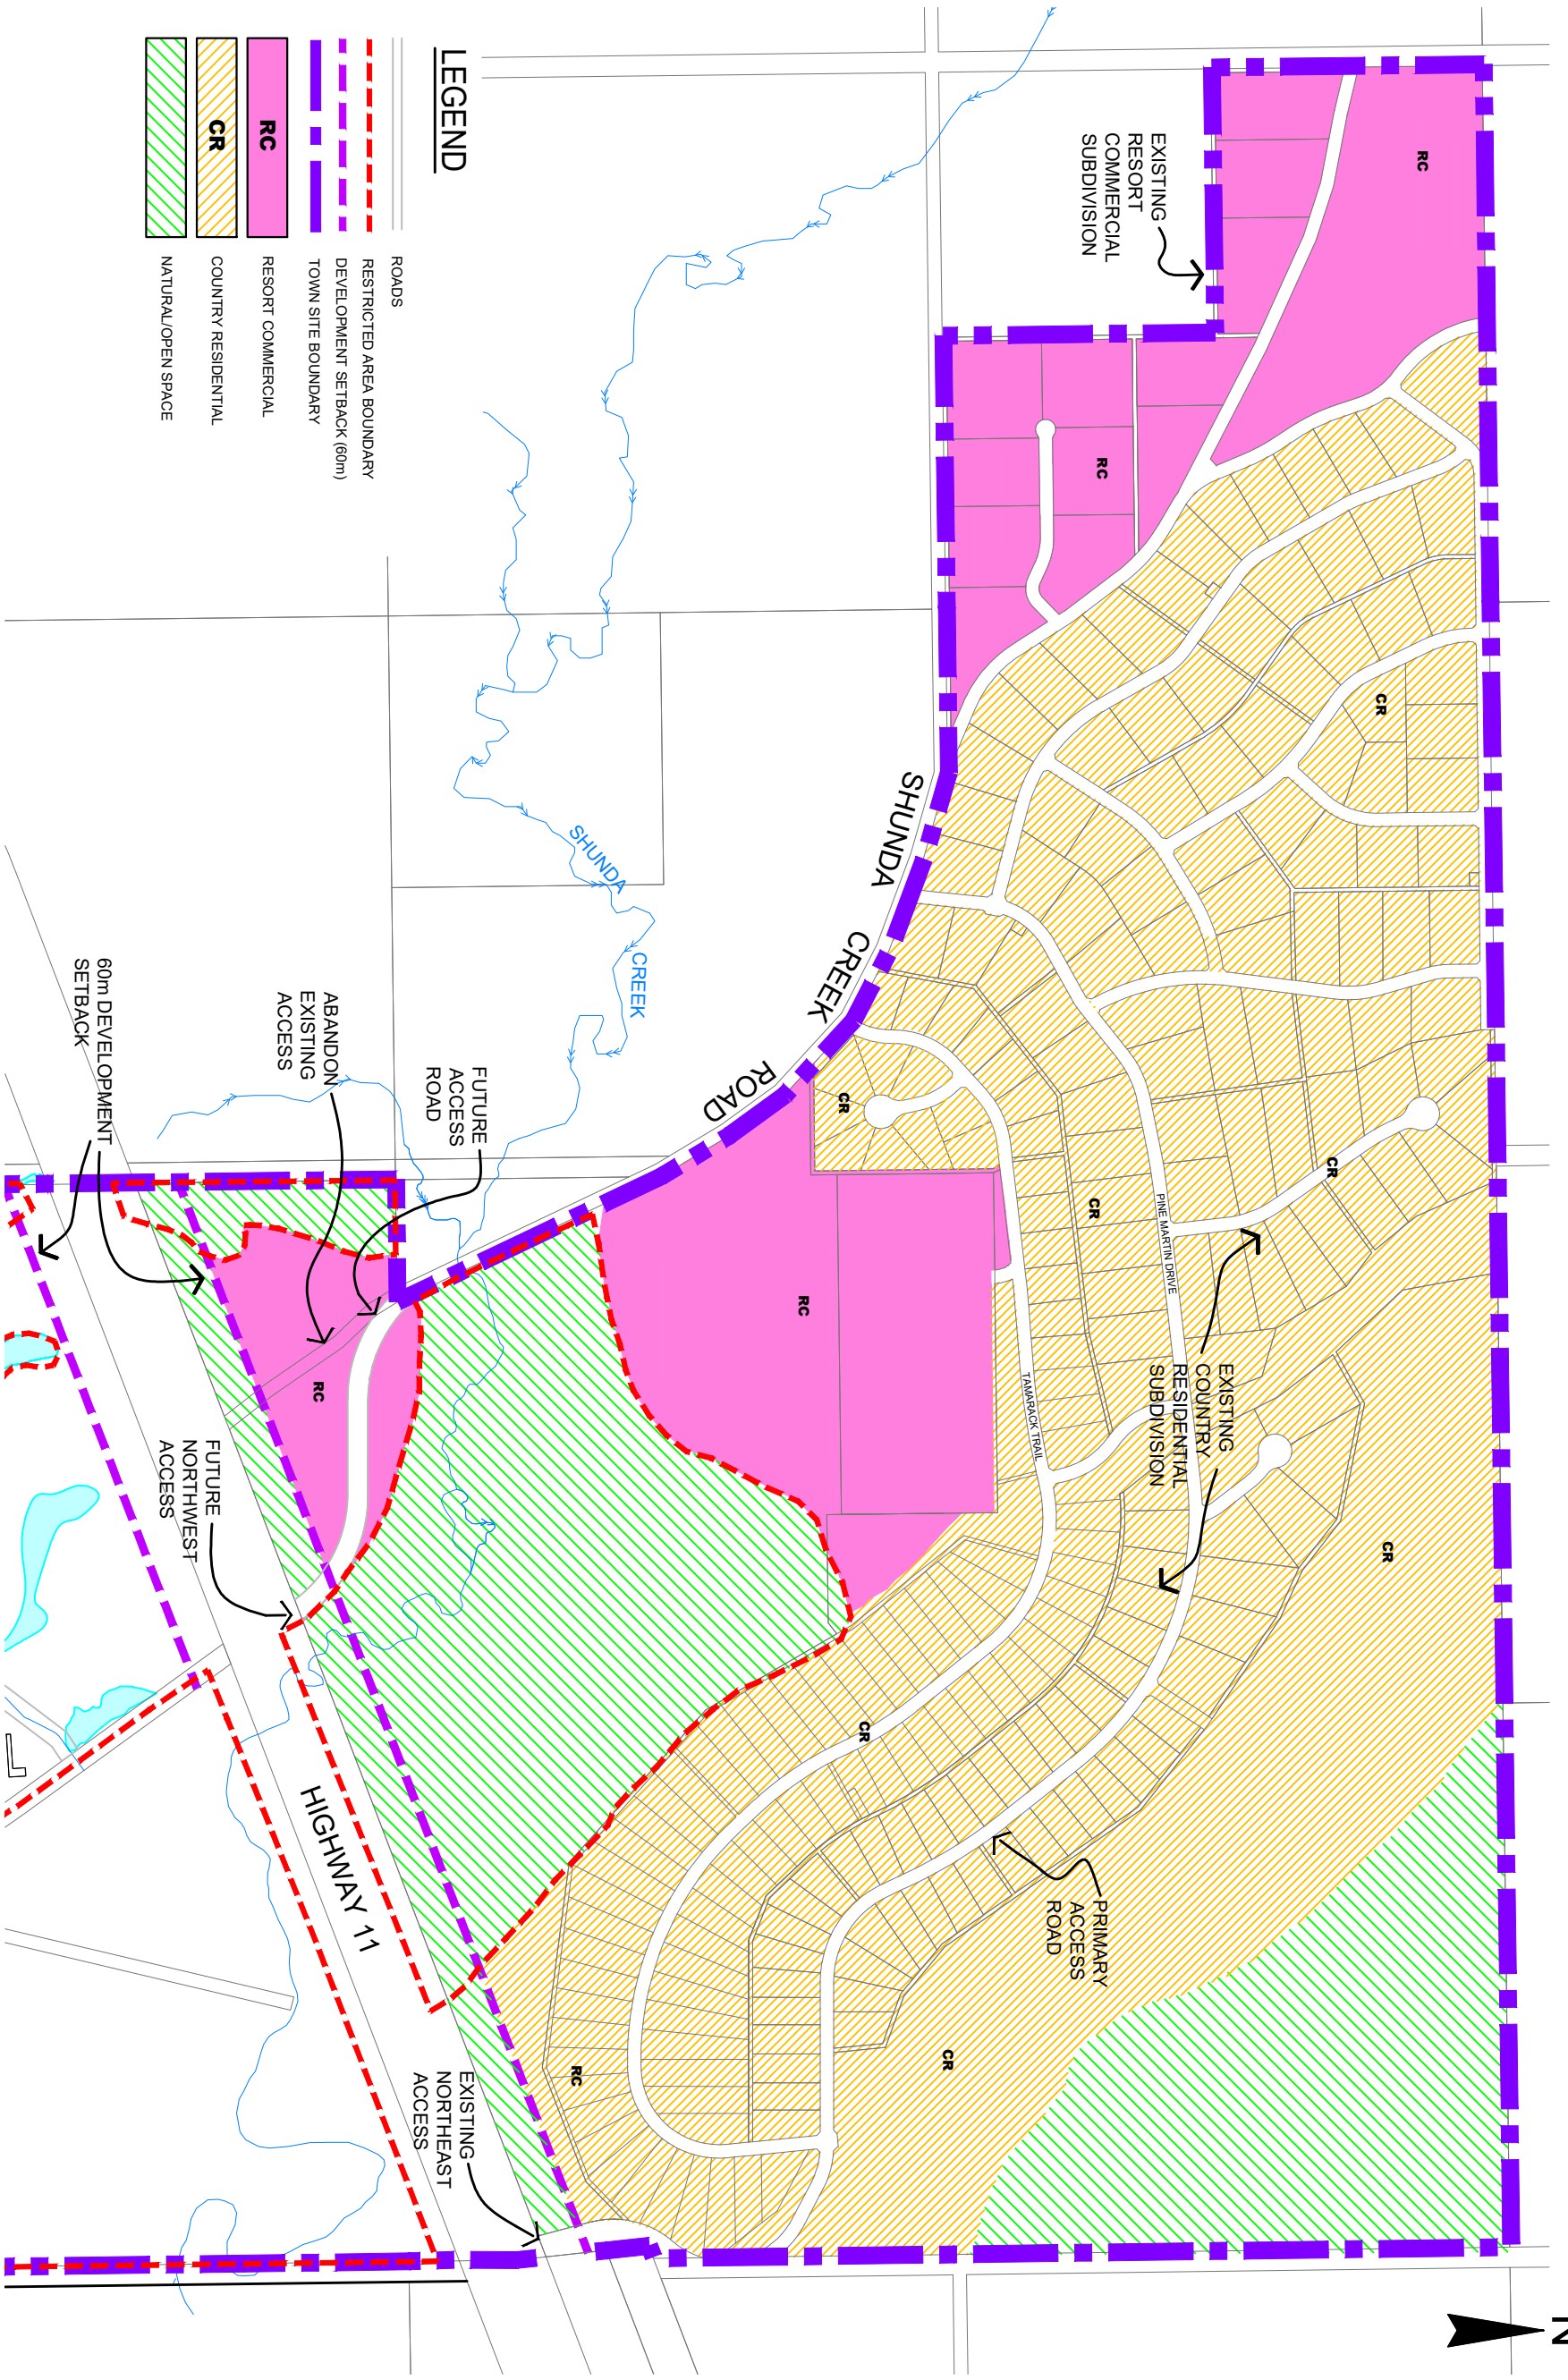 LEGEND
ROADS
RESTRICTED AREA BOUNDARY
DEVELOPMENT SETBACK (60m)
TOWN SITE BOUNDARY
RC
RESORT COMMERCIAL
CR
COUNTRY RESIDENTIAL
NATURAL/OPEN SPACE
EXISTING
RESORT
COMMERCIAL
SUBDIVISION
RC
RC
CR
SHUNDA
CREEK
ROAD
SHUNDA
CREEK
CR
CR
CR
PINE MARTIN DRIVE
TAMARACK TRAIL
EXISTING
COUNTRY
RESIDENTIAL
SUBDIVISION
CR
RC
FUTURE
ACCESS
ROAD
ABANDON
EXISTING
ACCESS
60m DEVELOPMENT
SETBACK
RC
FUTURE
NORTHWEST
ACCESS
CR
PRIMARY
ACCESS
ROAD
CR
RC
HIGHWAY 11
EXISTING
NORTHEAST
ACCESS
N